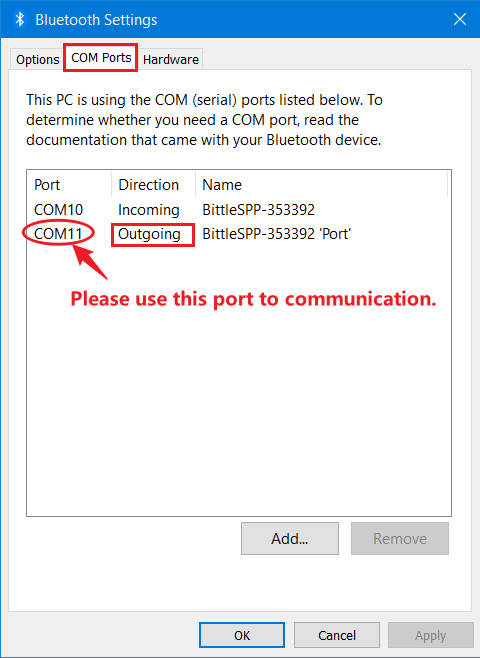 Bluetooth Settings
Options COM Ports Hardware
This PC is using the COM (serial) ports listed below. To
determine whether you need a COM port, read the
documentation that came with your Bluetooth device.
Port Direction Name
COM10 Incoming BittleSPP-353392
COM11 Outgoing BittleSPP-353392 'Port'
Please use this port to communication.
Add... Remove
OK Cancel Apply